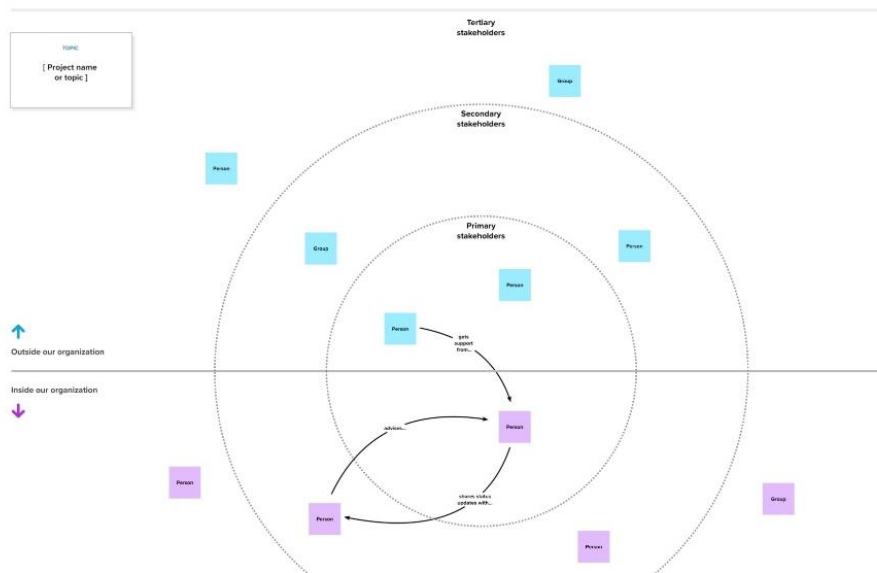 Tertiary
stakeholders
TOPIC
[ Project name
or topic ]
Group
Secondary
stakeholders
Person
Primary
stakeholders
Group
Person
Person
Person
gets
support
from...
Outside our organization
Inside our organization
advises...
Person
Person
shares status
updates with...
Person
Group
Person